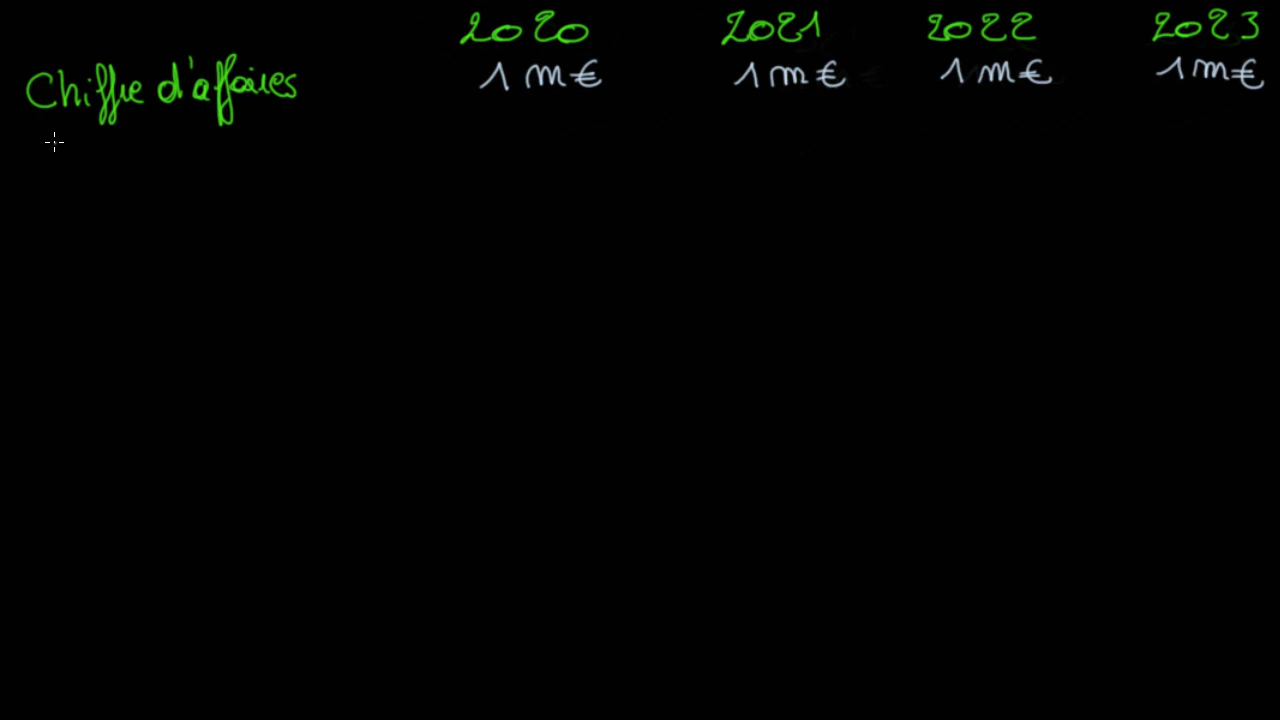 2020 2021 2022 2023
Chiffre d'affaires 1 m€ 1 m€ 1 m€ 1 m€